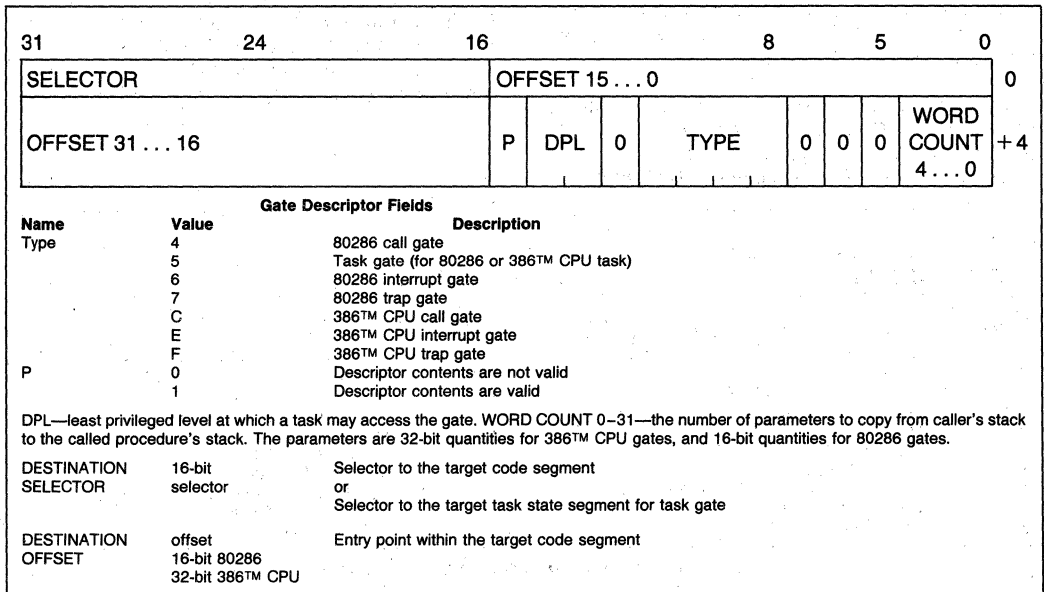 31 24 16 8 5 0
SELECTOR OFFSET 15 . . . 0 0
OFFSET 31 . . . 16 P DPL 0 TYPE 0 0 0 WORD COUNT 4 . . . 0 +4
Gate Descriptor Fields
Name Value Description
Type 4 80286 call gate
5 Task gate (for 80286 or 386™ CPU task)
6 80286 interrupt gate
7 80286 trap gate
C 386™ CPU call gate
E 386™ CPU interrupt gate
F 386™ CPU trap gate
P 0 Descriptor contents are not valid
1 Descriptor contents are valid
DPL—least privileged level at which a task may access the gate. WORD COUNT 0–31—the number of parameters to copy from caller's stack
to the called procedure's stack. The parameters are 32-bit quantities for 386™ CPU gates, and 16-bit quantities for 80286 gates.
DESTINATION 16-bit Selector to the target code segment
SELECTOR selector or
Selector to the target task state segment for task gate
DESTINATION offset Entry point within the target code segment
OFFSET 16-bit 80286
32-bit 386™ CPU